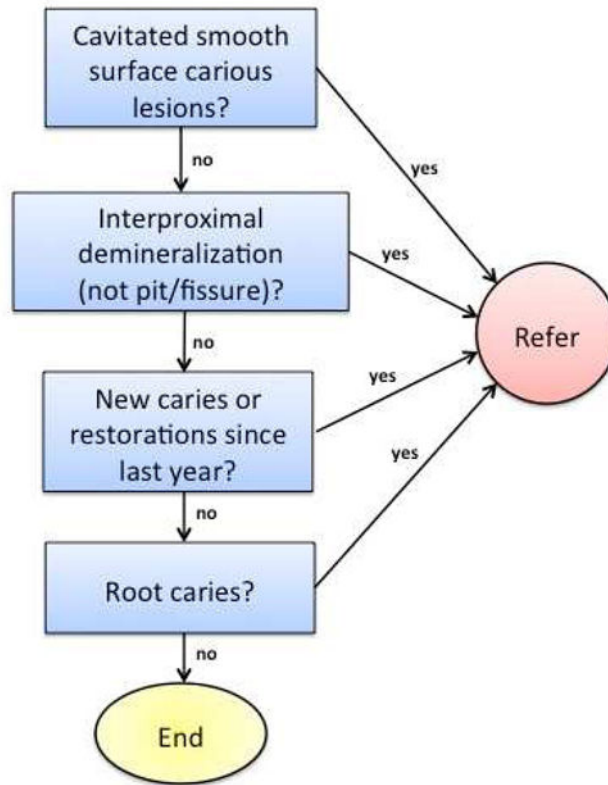 Cavitated smooth
surface carious
lesions?
no
yes
Interproximal
demineralization
(not pit/fissure)?
yes
no
Refer
New caries or
restorations since
last year?
yes
no
yes
Root caries?
no
End